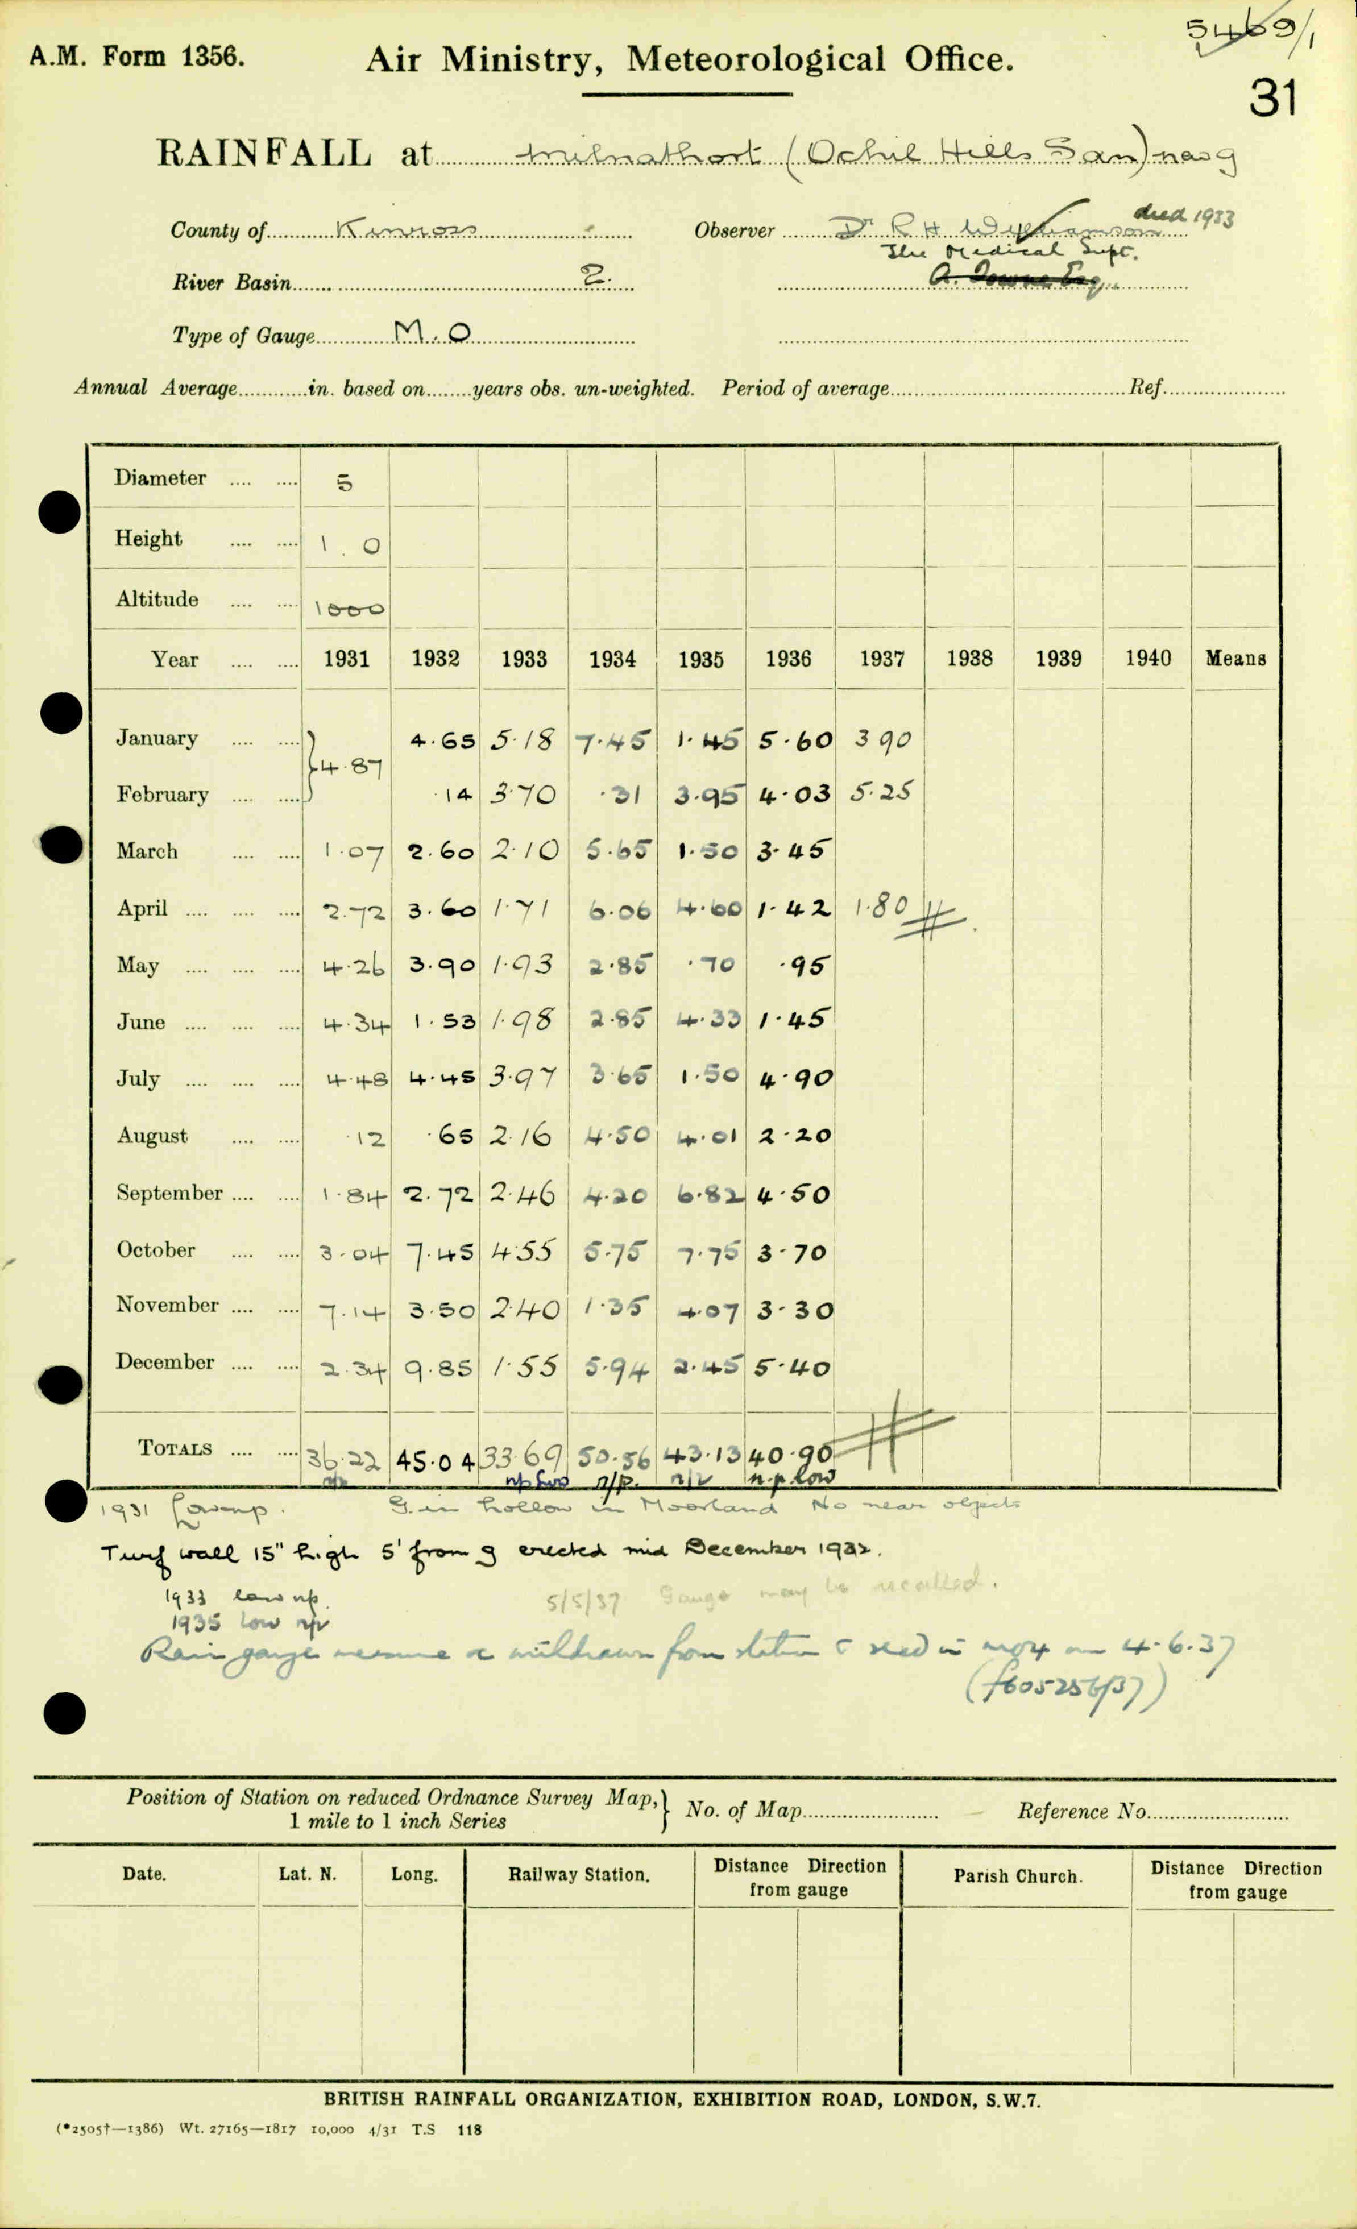 5469/1
A.M. Form 1356. Air Ministry, Meteorological Office.
31
RAINFALL at Milnathort (Ochil Hills San) new g
County of Kinross Observer Dr R H Williamson died 1933
The Medical Supt.
River Basin 2. A. Downe Esq.
Type of Gauge M.O
Annual Average in. based on years obs. un-weighted. Period of average Ref.
Diameter 5
Height 1.0
Altitude 1000
Year 1931 1932 1933 1934 1935 1936 1937 1938 1939 1940 Means
January } 4.87 4.65 5.18 7.45 1.45 5.60 3 90
February .14 3.70 .31 3.95 4.03 5.25
March 1.07 2.60 2.10 5.65 1.50 3.45
April 2.72 3.60 1.71 6.06 4.60 1.42 1.80
May 4.26 3.90 1.93 2.85 .70 .95
June 4.34 1.53 1.98 2.85 4.33 1.45
July 4.48 4.45 3.97 3.65 1.50 4.90
August .12 .65 2.16 4.50 4.01 2.20
September 1.84 2.72 2.46 4.20 6.82 4.50
October 3.04 7.45 4.55 5.75 7.75 3.70
November 7.14 3.50 2.40 1.35 4.07 3.30
December 2.34 9.85 1.55 5.94 2.45 5.40
TOTALS 36.22 45.04 33.69 50.56 43.13 40.90
n/p n/p low n/p. n/p n.p low
1931 Low np. G. in hollow in Moorland No near objects
Turf wall 15" high 5' from g erected mid December 1932.
1933 low np. 5/5/37 Gauge may be recalled.
1935 low n/p
Rain gauge measure &c withdrawn from station & recd in MO4 on 4.6.37
(f605256/37)
Position of Station on reduced Ordnance Survey Map, } No. of Map Reference No.
1 mile to 1 inch Series
Date. Lat. N. Long. Railway Station. Distance Direction from gauge Parish Church. Distance Direction from gauge
BRITISH RAINFALL ORGANIZATION, EXHIBITION ROAD, LONDON, S.W.7.
(*2505†—1386) Wt. 27165—1817 10,000 4/31 T.S 118